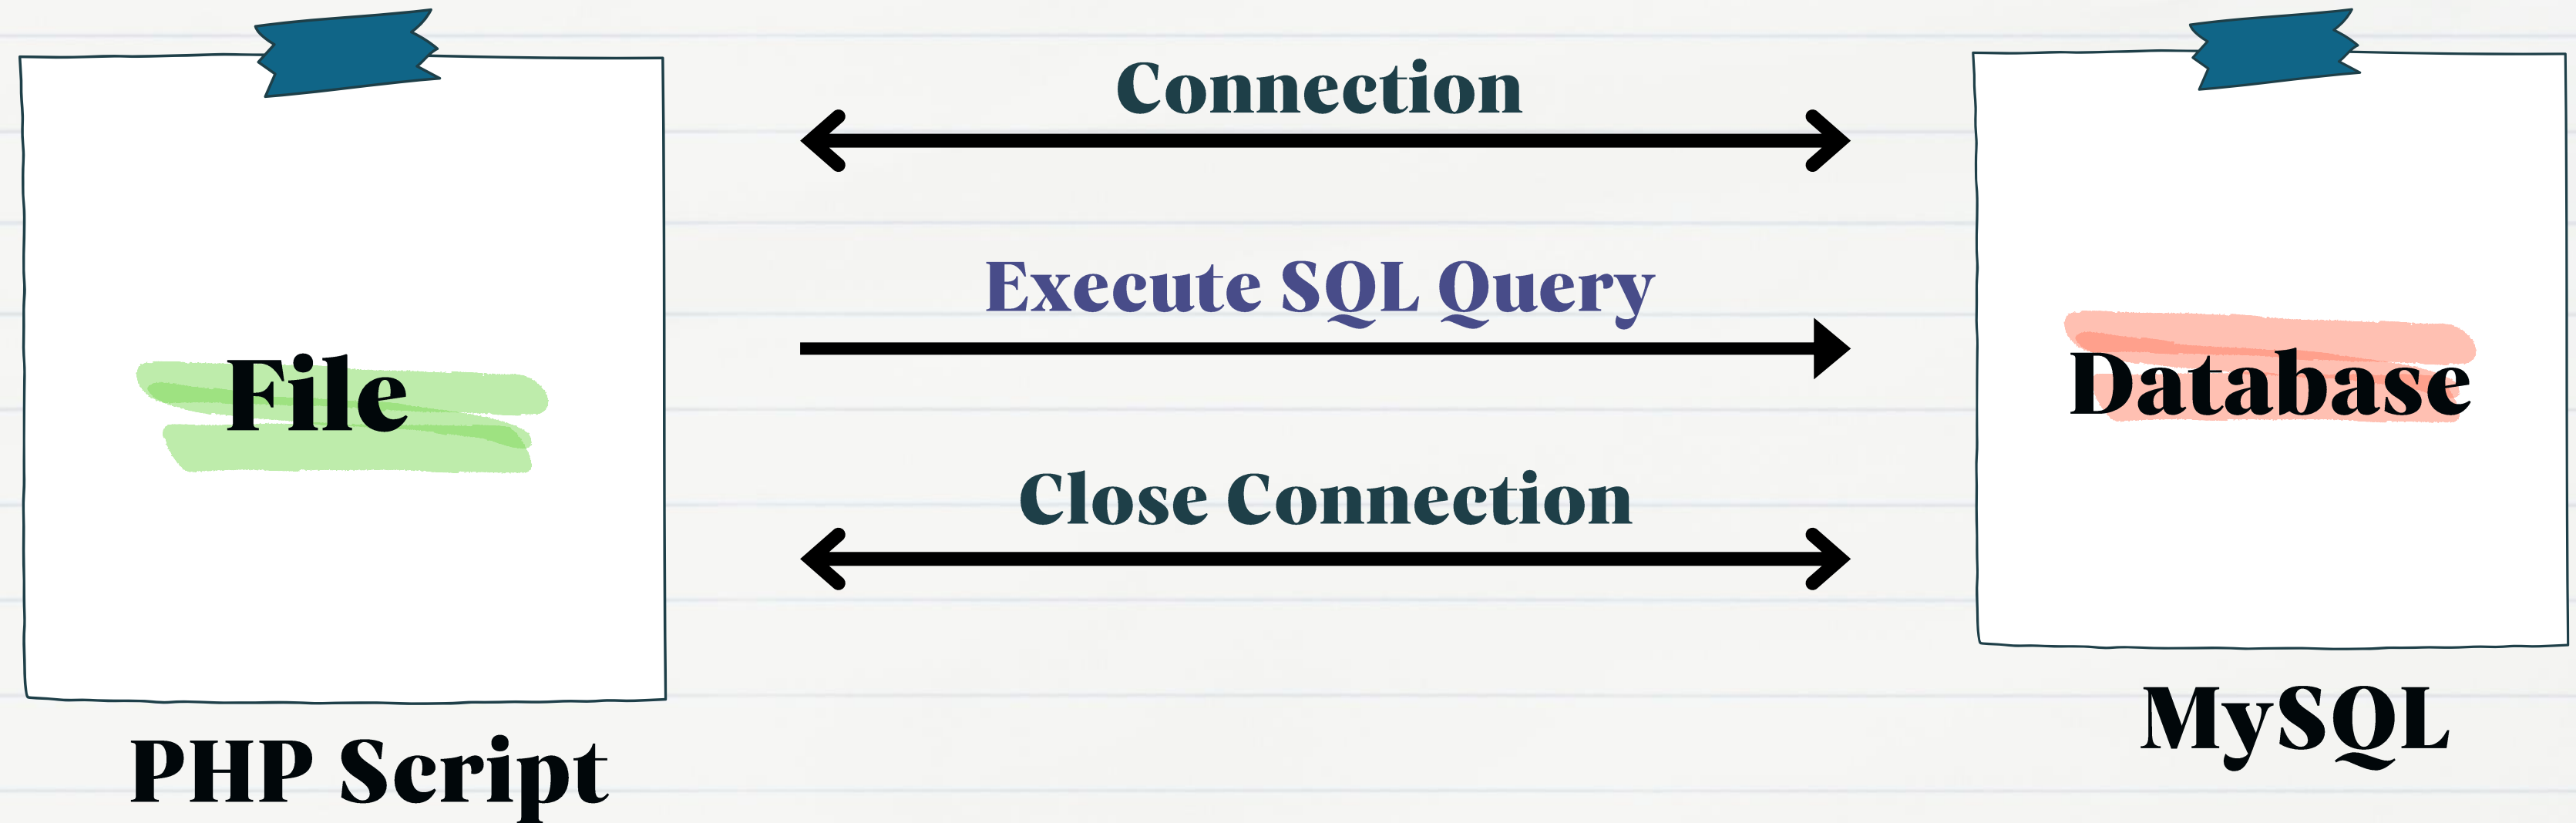 Connection
Execute SQL Query
File
Database
Close Connection
PHP Script
MySQL